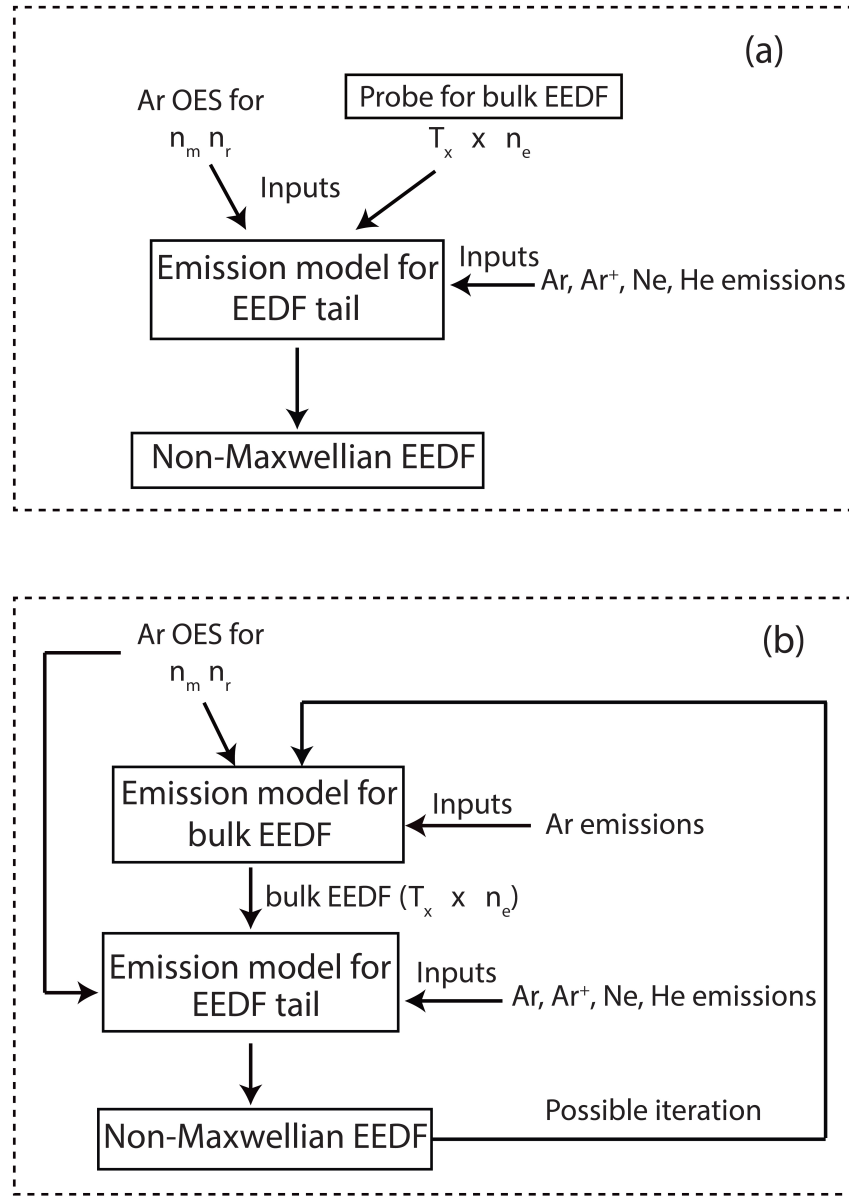 (a)
Ar OES for
n_m n_r
Probe for bulk EEDF
T_x x n_e
Inputs
Emission model for
EEDF tail
Inputs
Ar, Ar⁺, Ne, He emissions
Non-Maxwellian EEDF
(b)
Ar OES for
n_m n_r
Emission model for
bulk EEDF
Inputs
Ar emissions
bulk EEDF (T_x x n_e)
Emission model for
EEDF tail
Inputs
Ar, Ar⁺, Ne, He emissions
Possible iteration
Non-Maxwellian EEDF